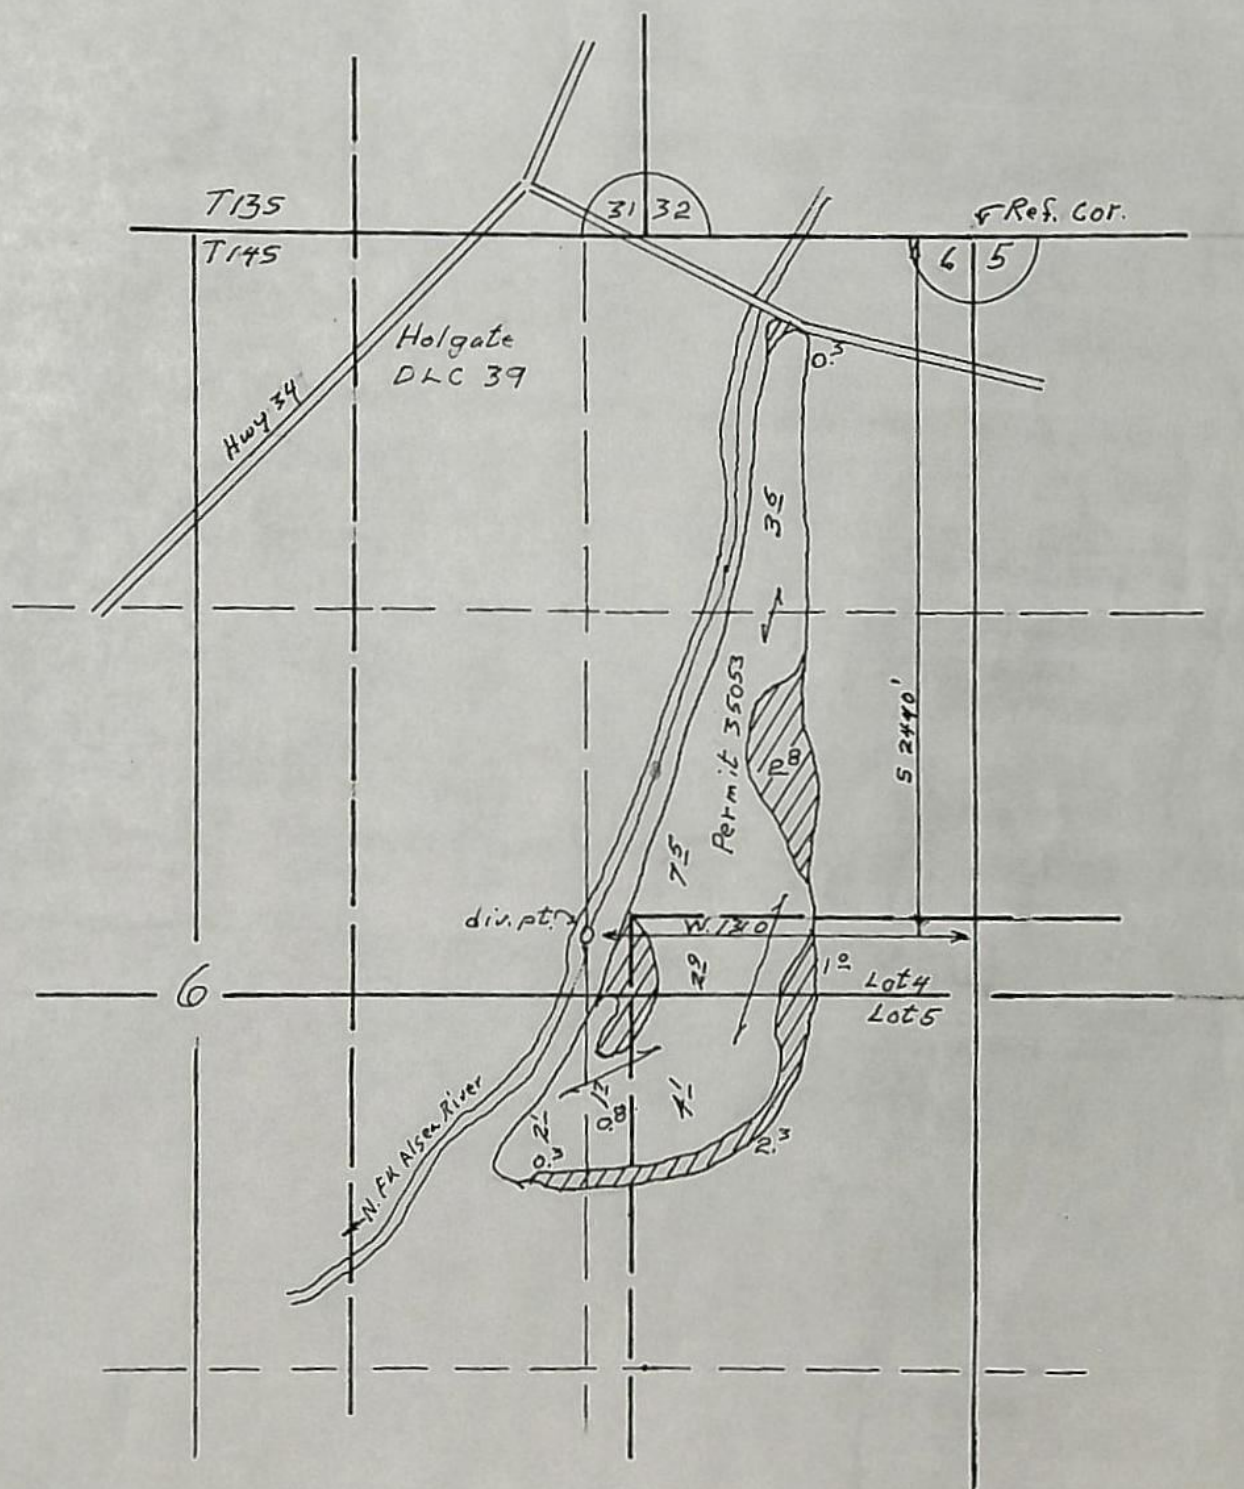 T13S
T14S
31 32
Ref. Cor.
6 5
Holgate
DLC 39
Hwy 34
0.3
3 6
Permit 35053
S 2440'
2 8
7 5
div. pt.
W. 1310
2 9
1 0
Lot 4
Lot 5
6
N. FK Alsea River
1 7
0.8
4 1
2 1
0.3
2.3